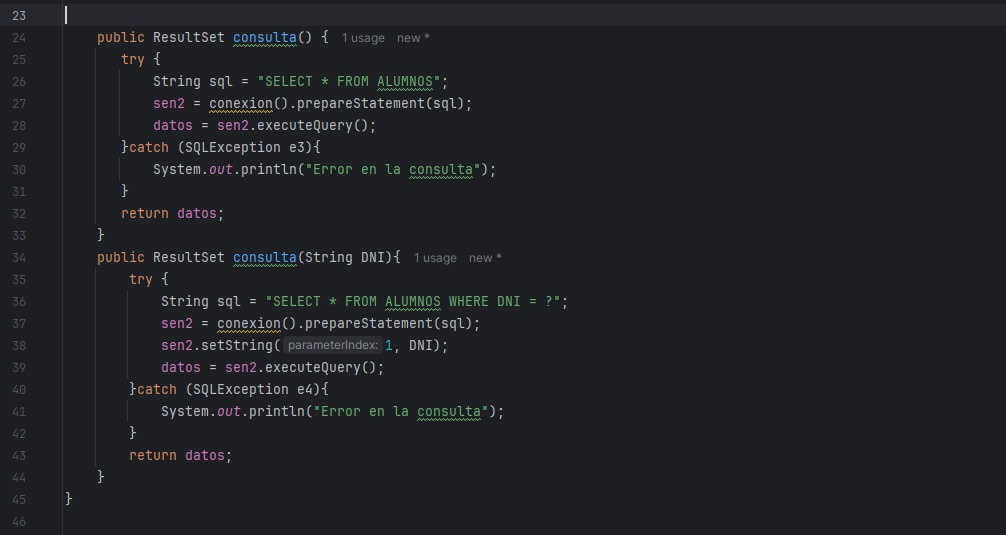 23
24 public ResultSet consulta() { 1 usage new *
25 try {
26 String sql = "SELECT * FROM ALUMNOS";
27 sen2 = conexion().prepareStatement(sql);
28 datos = sen2.executeQuery();
29 }catch (SQLException e3){
30 System.out.println("Error en la consulta");
31 }
32 return datos;
33 }
34 public ResultSet consulta(String DNI){ 1 usage new *
35 try {
36 String sql = "SELECT * FROM ALUMNOS WHERE DNI = ?";
37 sen2 = conexion().prepareStatement(sql);
38 sen2.setString( parameterIndex: 1, DNI);
39 datos = sen2.executeQuery();
40 }catch (SQLException e4){
41 System.out.println("Error en la consulta");
42 }
43 return datos;
44 }
45 }
46